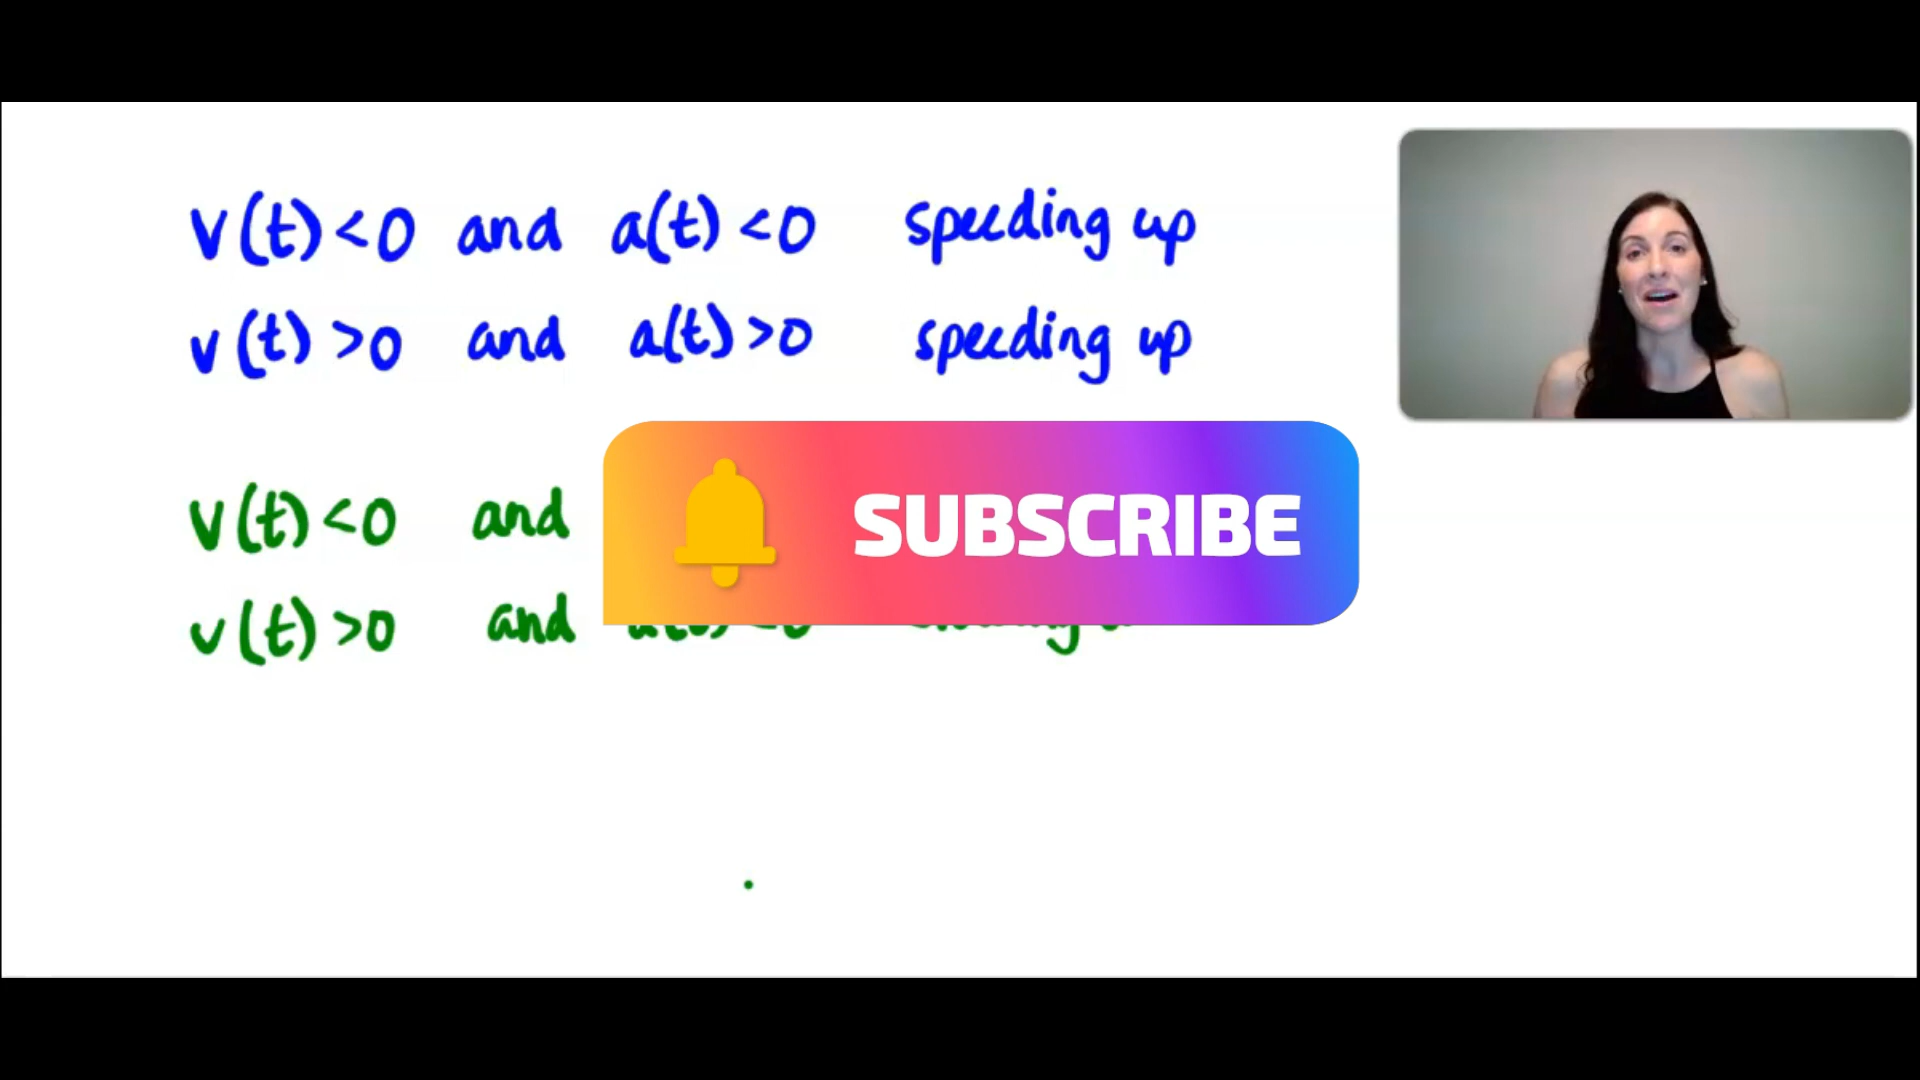 v(t)<0 and a(t)<0 speeding up
v(t)>0 and a(t)>0 speeding up
v(t)<0 and
SUBSCRIBE
v(t)>0 and